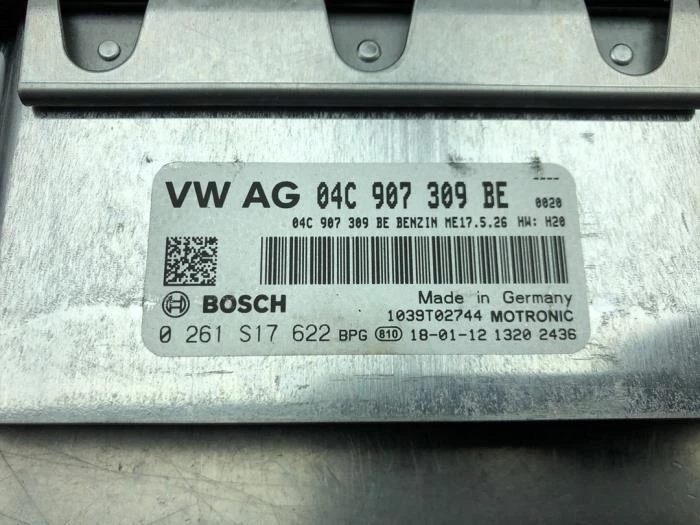 ----
VW AG 04C 907 309 BE 0020
04C 907 309 BE BENZIN ME17.5.26 HW: H20
BOSCH Made in Germany
1039T02744 MOTRONIC
0 261 S17 622 BPG 810 18-01-12 1320 2436